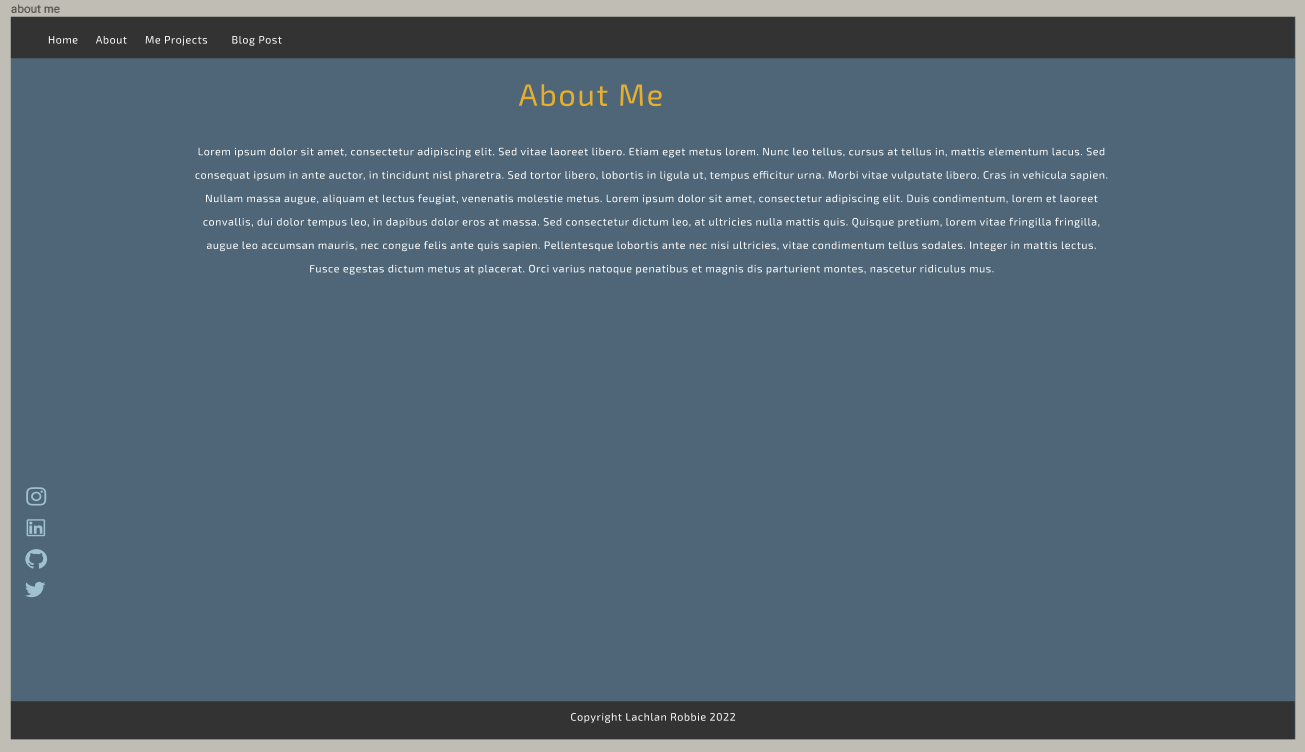 about me
Home About Me Projects Blog Post
About Me
Lorem ipsum dolor sit amet, consectetur adipiscing elit. Sed vitae laoreet libero. Etiam eget metus lorem. Nunc leo tellus, cursus at tellus in, mattis elementum lacus. Sed
consequat ipsum in ante auctor, in tincidunt nisl pharetra. Sed tortor libero, lobortis in ligula ut, tempus efficitur urna. Morbi vitae vulputate libero. Cras in vehicula sapien.
Nullam massa augue, aliquam et lectus feugiat, venenatis molestie metus. Lorem ipsum dolor sit amet, consectetur adipiscing elit. Duis condimentum, lorem et laoreet
convallis, dui dolor tempus leo, in dapibus dolor eros at massa. Sed consectetur dictum leo, at ultricies nulla mattis quis. Quisque pretium, lorem vitae fringilla fringilla,
augue leo accumsan mauris, nec congue felis ante quis sapien. Pellentesque lobortis ante nec nisi ultricies, vitae condimentum tellus sodales. Integer in mattis lectus.
Fusce egestas dictum metus at placerat. Orci varius natoque penatibus et magnis dis parturient montes, nascetur ridiculus mus.
in
Copyright Lachlan Robbie 2022